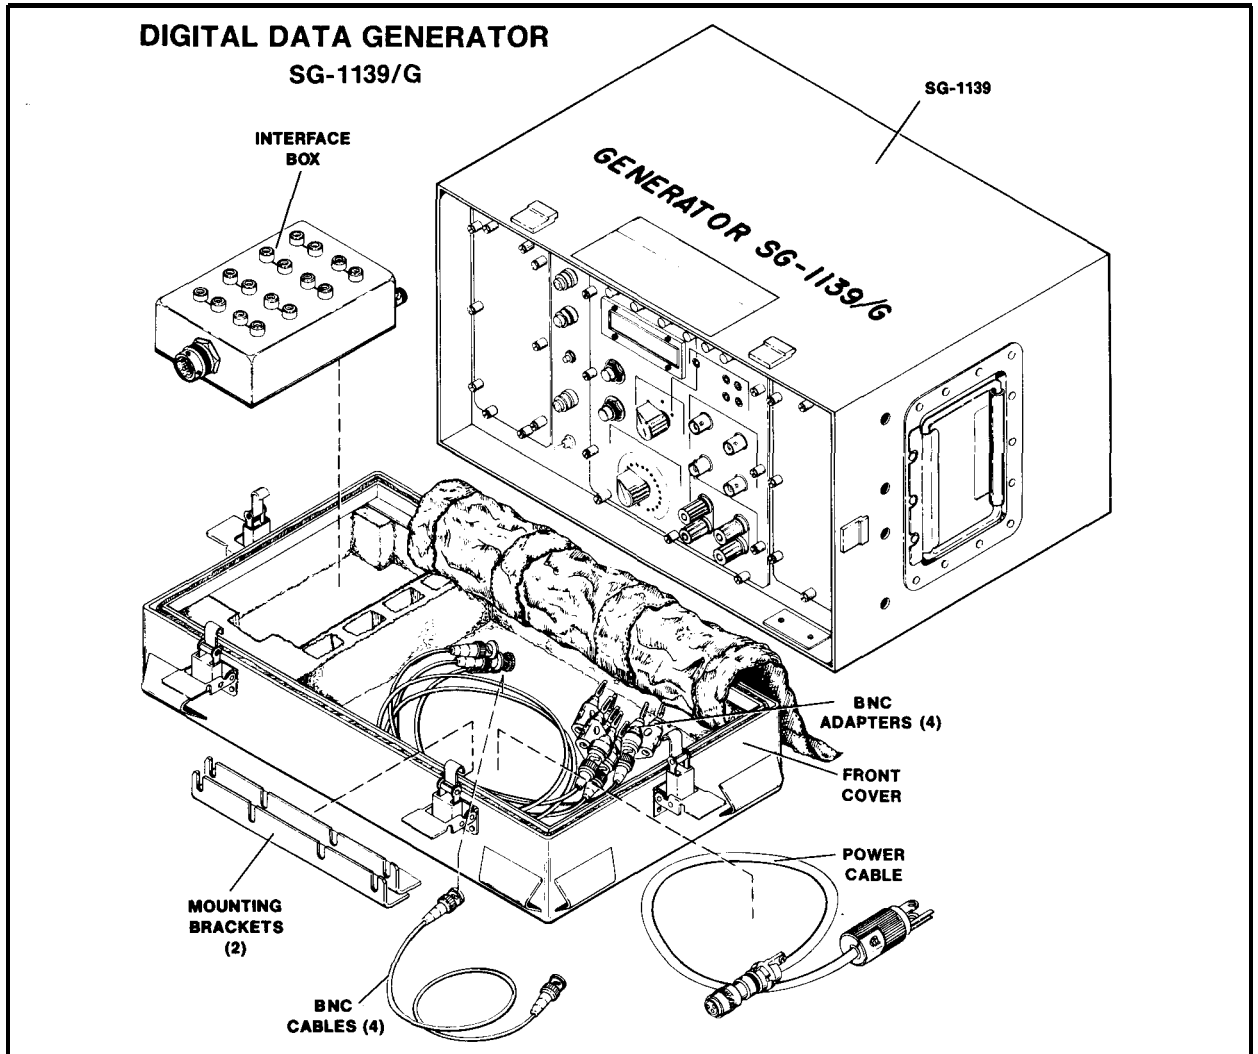 DIGITAL DATA GENERATOR
SG-1139/G
SG-1139
INTERFACE
BOX
GENERATOR SG-1139/G
BNC
ADAPTERS (4)
FRONT
COVER
POWER
CABLE
MOUNTING
BRACKETS
(2)
BNC
CABLES (4)